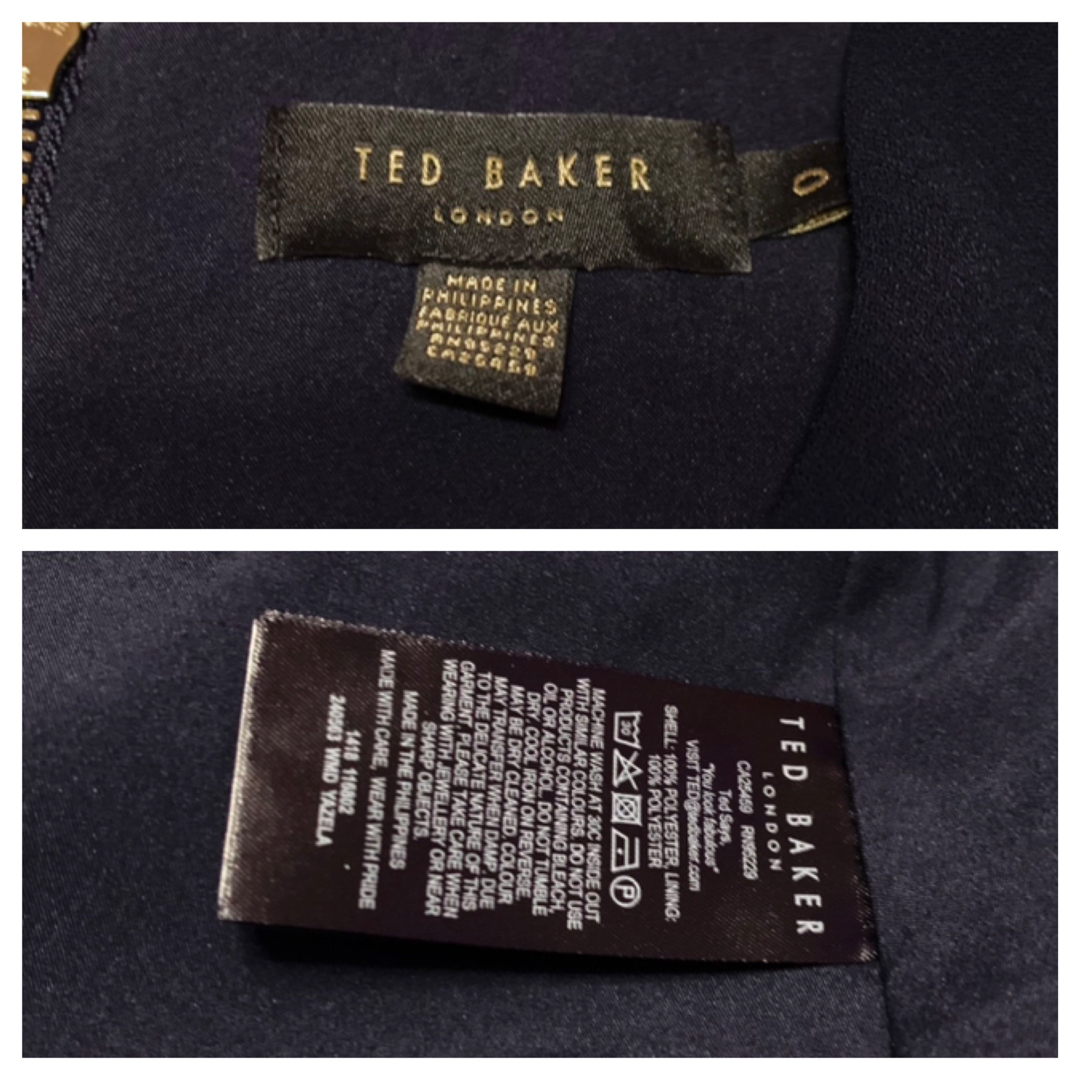 TED BAKER
LONDON
0
MADE IN
PHILIPPINES
FABRIQUÉ AUX
PHILIPPINES
RN95229
CA25459
TED BAKER
LONDON
CA25459 RN95229
Ted Says,
"You look fabulous"
VISIT TED@tedbaker.com
SHELL: 100% POLYESTER, LINING:
100% POLYESTER
P
MACHINE WASH AT 30C INSIDE OUT
WITH SIMILAR COLOURS. DO NOT USE
PRODUCTS CONTAINING BLEACH,
OIL OR ALCOHOL. DO NOT TUMBLE
DRY, COOL IRON ON REVERSE.
MAY BE DRY CLEANED. COLOUR
MAY TRANSFER WHEN DAMP. DUE
TO THE DELICATE NATURE OF THIS
GARMENT PLEASE TAKE CARE WHEN
WEARING WITH JEWELLERY OR NEAR
SHARP OBJECTS.
MADE IN THE PHILIPPINES
MADE WITH CARE, WEAR WITH PRIDE
1418 110802
WMD YAZZLA